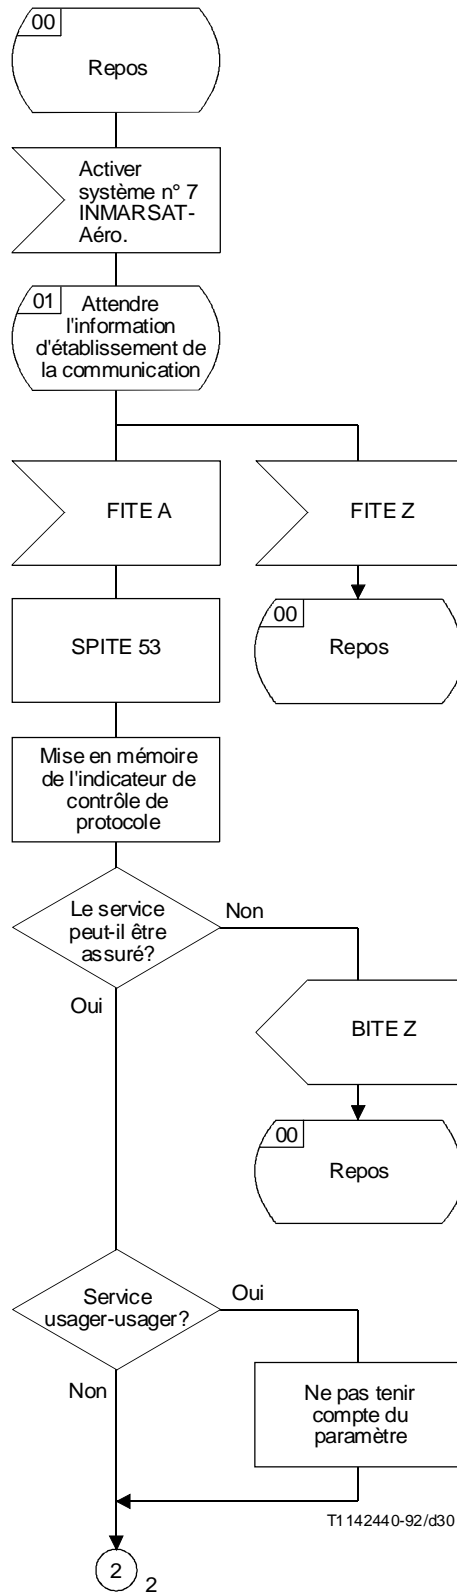 00
Repos
Activer
système n° 7
INMARSAT-
Aéro.
01
Attendre
l'information
d'établissement de
la communication
FITE A
FITE Z
SPITE 53
00
Repos
Mise en mémoire
de l'indicateur de
contrôle de
protocole
Le service
peut-il être
assuré?
Non
Oui
BITE Z
00
Repos
Service
usager-usager?
Oui
Non
Ne pas tenir
compte du
paramètre
T1142440-92/d30
2
2